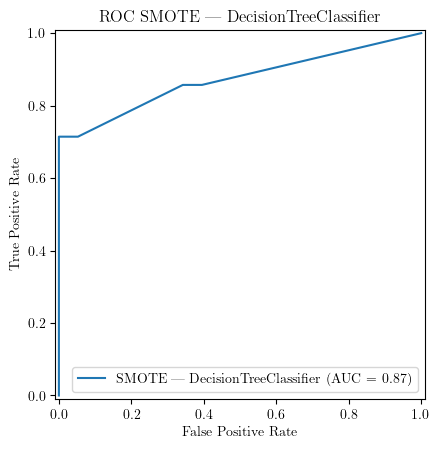 ROC SMOTE — DecisionTreeClassifier
1.0
0.8
0.6
0.4
0.2
0.0
True Positive Rate
SMOTE — DecisionTreeClassifier (AUC = 0.87)
0.0 0.2 0.4 0.6 0.8 1.0
False Positive Rate